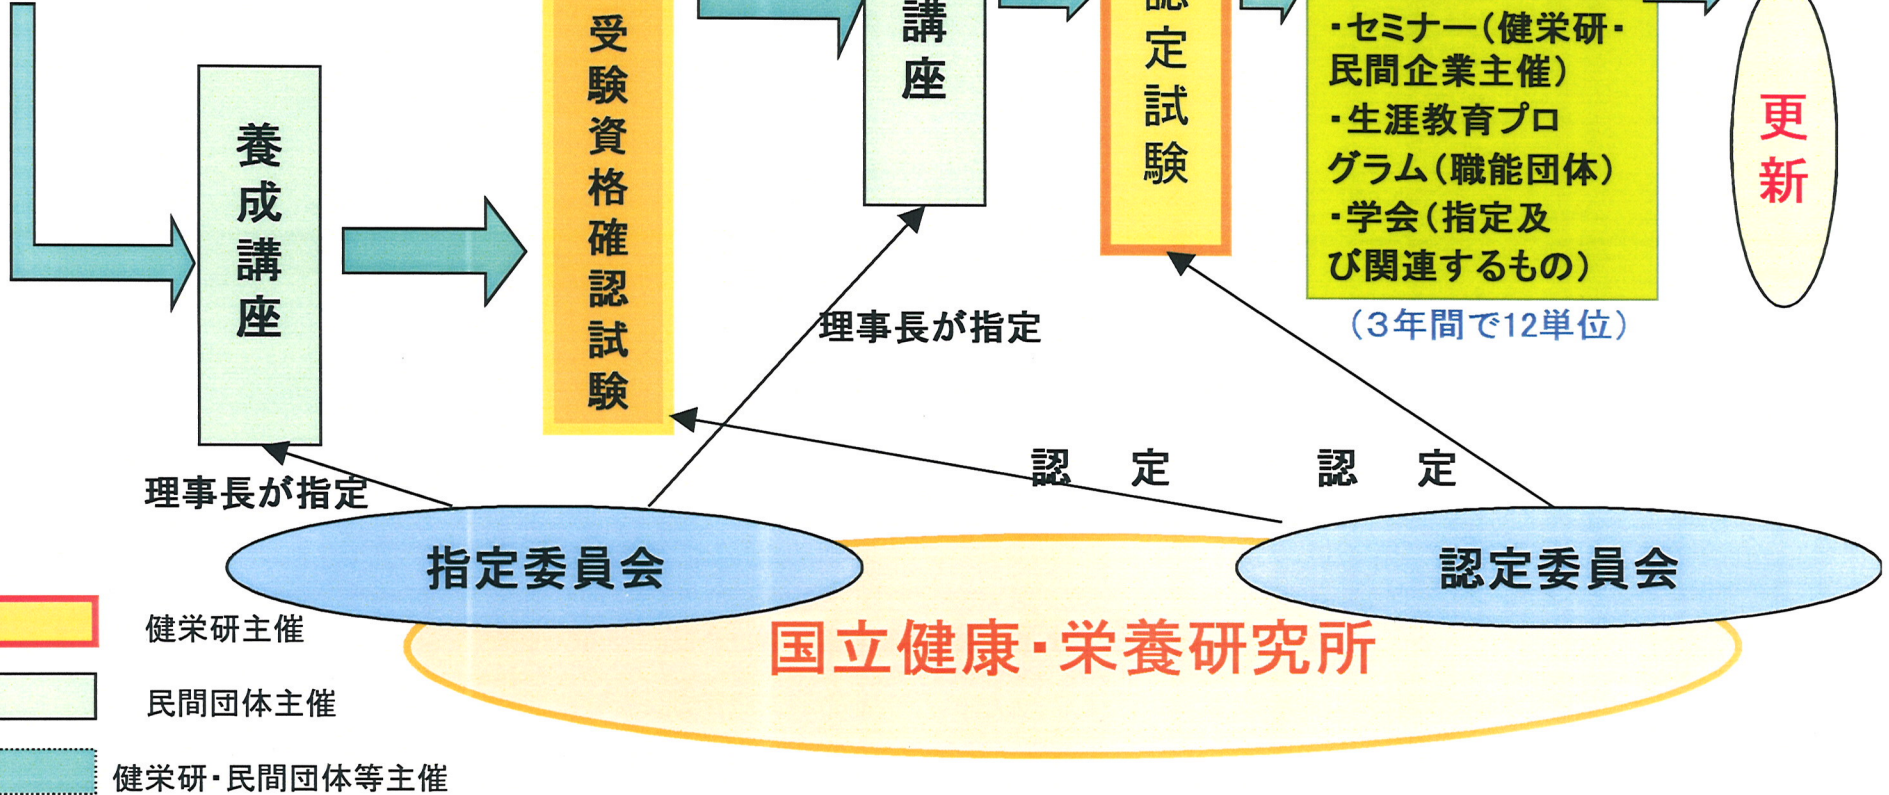 養成講座
受験資格確認試験
講座
認定試験
・セミナー(健栄研・
民間企業主催)
・生涯教育プロ
グラム(職能団体)
・学会(指定及
び関連するもの)
(3年間で12単位)
更新
理事長が指定
理事長が指定
認 定
認 定
指定委員会
認定委員会
国立健康・栄養研究所
健栄研主催
民間団体主催
健栄研・民間団体等主催